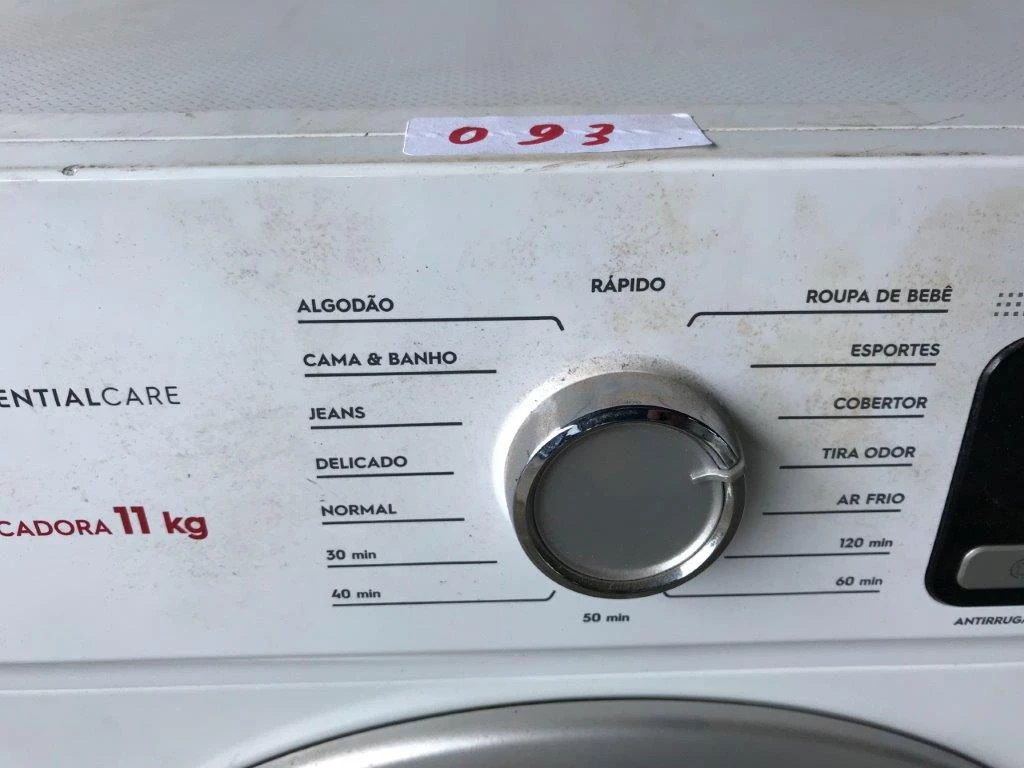 093
RÁPIDO
ALGODÃO
ROUPA DE BEBÊ
CAMA & BANHO
ESPORTES
ENTIALCARE
JEANS
COBERTOR
DELICADO
TIRA ODOR
CADORA 11 kg
NORMAL
AR FRIO
30 min
120 min
40 min
60 min
50 min
ANTIRRUGA